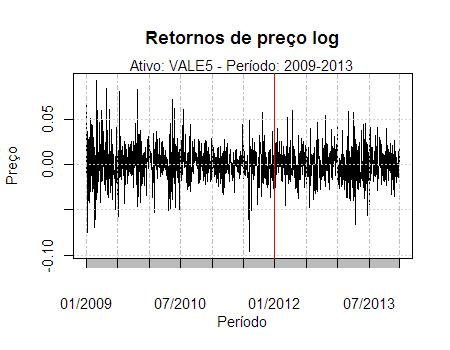 Retornos de preço log
Ativo: VALE5 - Período: 2009-2013
Preço
0.05
0.00
-0.10
01/2009 07/2010 01/2012 07/2013
Período